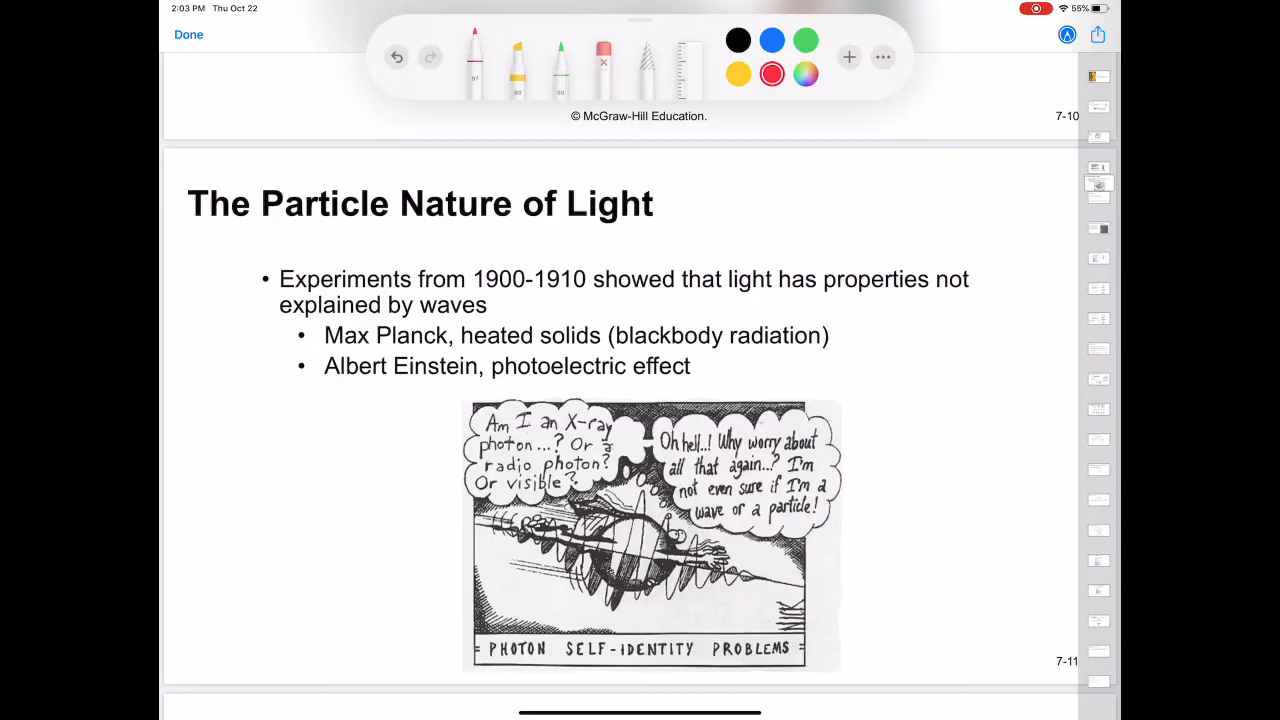 2:03 PM Thu Oct 22
55%
Done
97
80
50
© McGraw-Hill Education.
7-10
The Particle Nature of Light
• Experiments from 1900-1910 showed that light has properties not
explained by waves
• Max Planck, heated solids (blackbody radiation)
• Albert Einstein, photoelectric effect
Am I an X-ray
photon...? Or a
radio photon?
Or visible?
Oh hell..! Why worry about
all that again..? I'm
not even sure if I'm a
wave or a particle!
= PHOTON SELF-IDENTITY PROBLEMS =
7-11